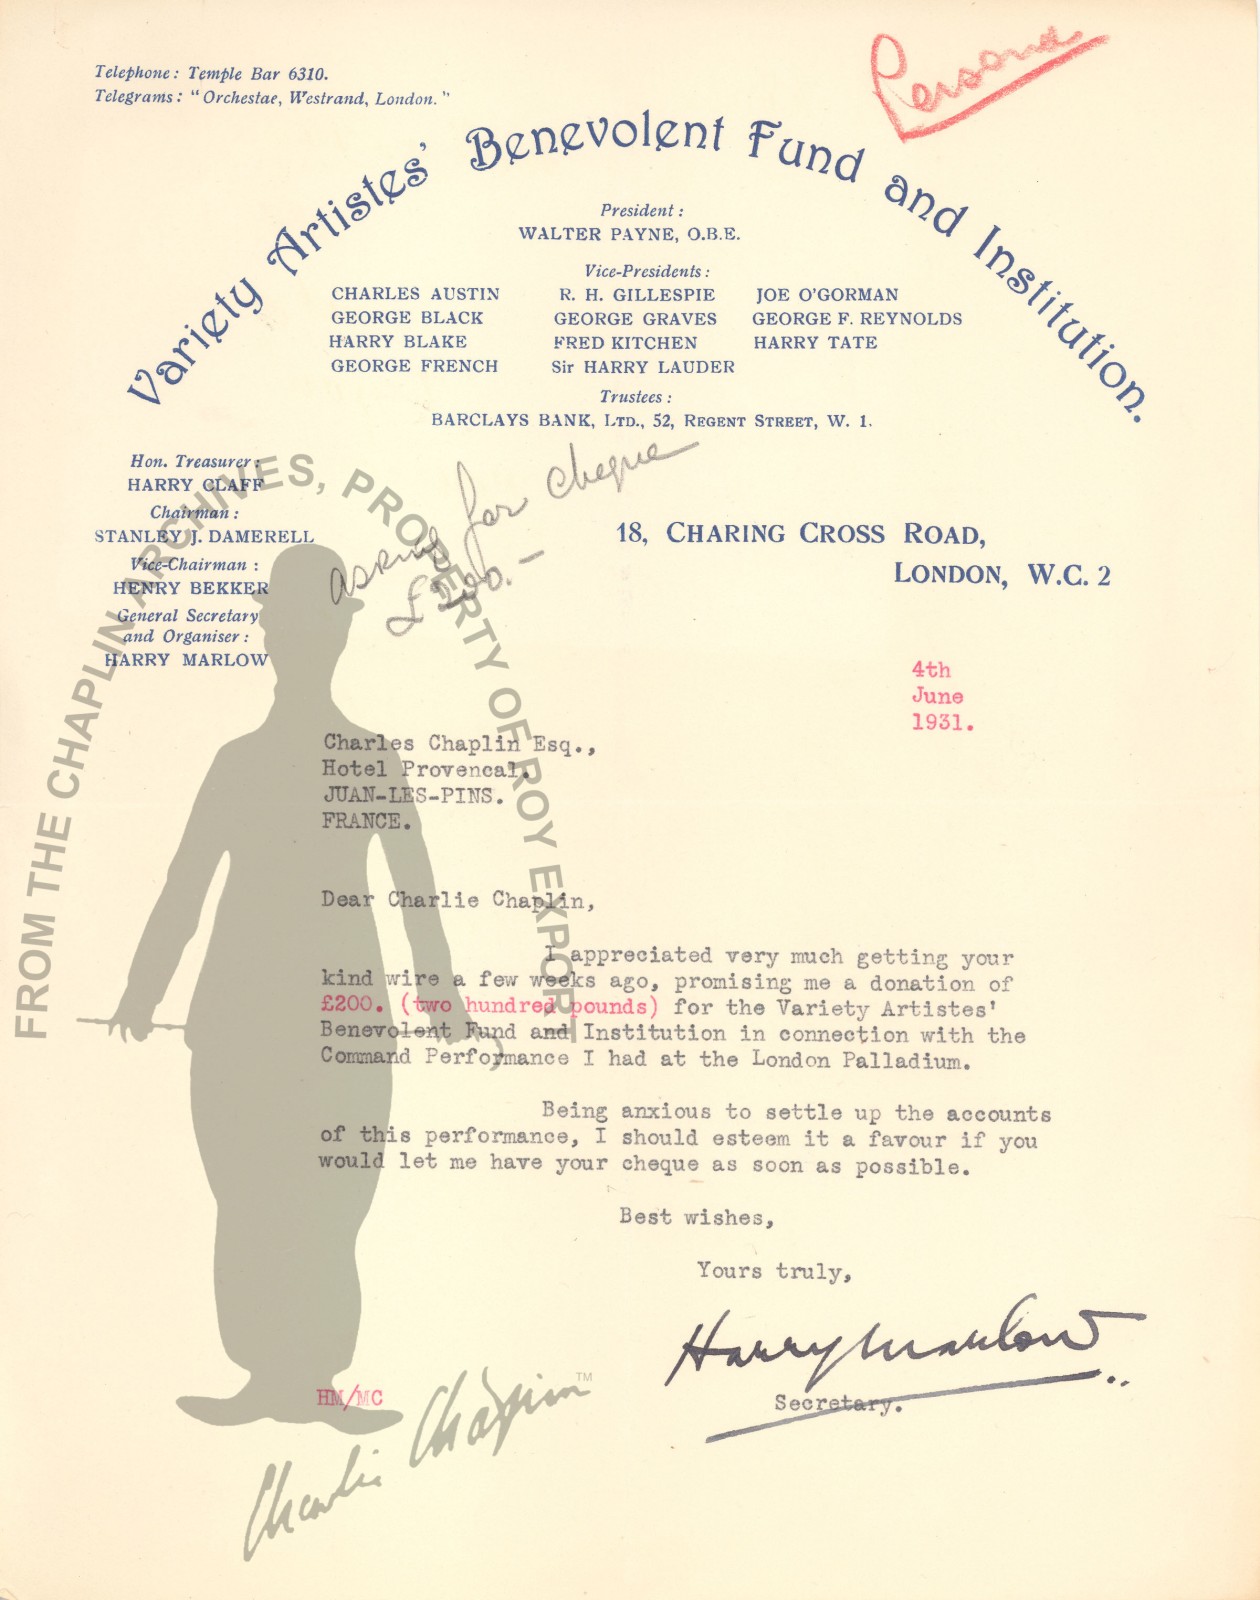 Personal
Telephone: Temple Bar 6310.
Telegrams: "Orchestae, Westrand, London."
Variety Artistes' Benevolent Fund and Institution.
President:
WALTER PAYNE, O.B.E.
Vice-Presidents:
CHARLES AUSTIN R. H. GILLESPIE JOE O'GORMAN
GEORGE BLACK GEORGE GRAVES GEORGE F. REYNOLDS
HARRY BLAKE FRED KITCHEN HARRY TATE
GEORGE FRENCH Sir HARRY LAUDER
Trustees:
BARCLAYS BANK, LTD., 52, REGENT STREET, W. 1.
Hon. Treasurer:
HARRY CLAFF
Chairman:
STANLEY J. DAMERELL
Vice-Chairman:
HENRY BEKKER
General Secretary
and Organiser:
HARRY MARLOW
asking for cheque
£200.-
18, CHARING CROSS ROAD,
LONDON, W.C. 2
4th
June
1931.
Charles Chaplin Esq.,
Hotel Provencal.
JUAN-LES-PINS.
FRANCE.
Dear Charlie Chaplin,
I appreciated very much getting your
kind wire a few weeks ago, promising me a donation of
£200. (two hundred pounds) for the Variety Artistes'
Benevolent Fund and Institution in connection with the
Command Performance I had at the London Palladium.
Being anxious to settle up the accounts
of this performance, I should esteem it a favour if you
would let me have your cheque as soon as possible.
Best wishes,
Yours truly,
Harry Marlow
Secretary.
HM/MC
FROM THE CHAPLIN ARCHIVES, PROPERTY OF ROY EXPORT
Charlie Chaplin™